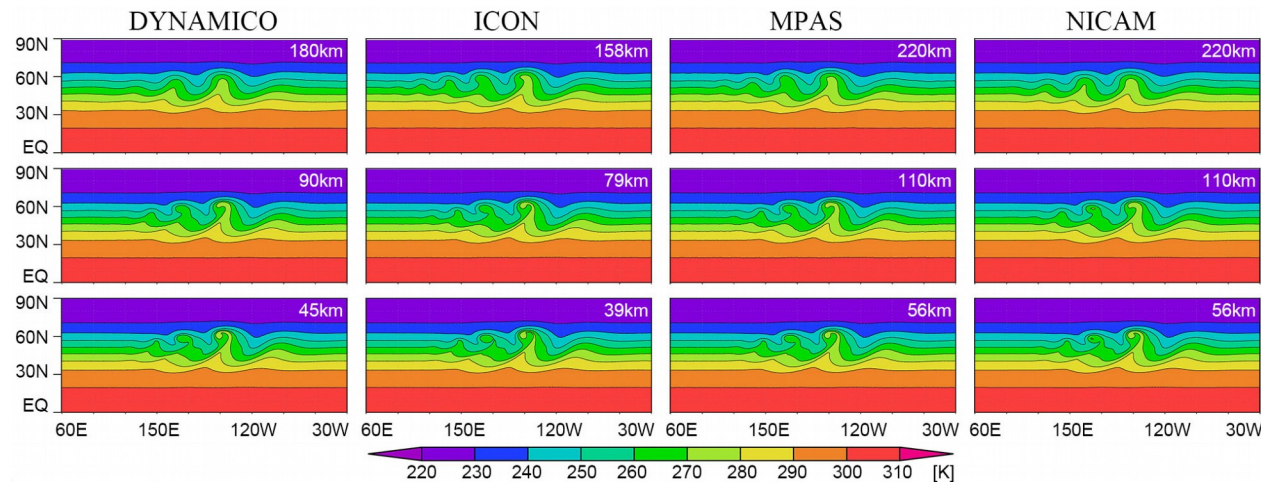 DYNAMICO ICON MPAS NICAM
90N 180km 158km 220km 220km
60N
30N
EQ
90N 90km 79km 110km 110km
60N
30N
EQ
90N 45km 39km 56km 56km
60N
30N
EQ
60E 150E 120W 30W 60E 150E 120W 30W 60E 150E 120W 30W 60E 150E 120W 30W
220 230 240 250 260 270 280 290 300 310 [K]